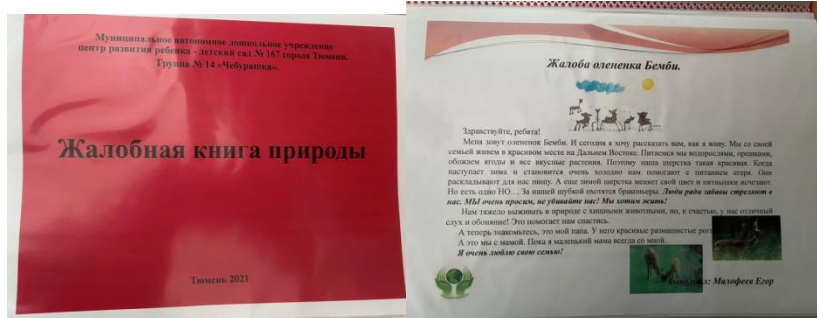 Муниципальное автономное дошкольное учреждение
центр развития ребенка - детский сад № 167 города Тюмени.
Группа № 14 «Чебурашка».
Жалобная книга природы
Тюмень 2021
Жалоба олененка Бемби.
Здравствуйте, ребята!
Меня зовут олененок Бемби. И сегодня я хочу рассказать вам, как я живу. Мы со своей
семьей живем в красивом месте на Дальнем Востоке. Питаемся мы водорослями, орешками,
обожаем ягоды и все вкусные растения. Поэтому наша шерстка такая красивая. Когда
наступает зима и становится очень холодно нам помогают с питанием егеря. Они
раскладывают для нас пищу. А еще зимой шерстка меняет свой цвет и пятнышки исчезают.
Но есть одно НО… За нашей шубкой охотятся браконьеры. Люди ради забавы стреляют в
нас. МЫ очень просим, не убивайте нас! Мы хотим жить!
Нам тяжело выживать в природе с хищными животными, но, к счастью, у нас отличный
слух и обоняние! Это помогает нам спастись.
А теперь знакомьтесь, это мой папа. У него красивые размашистые
А это мы с мамой. Пока я маленький мама всегда со мной.
Я очень люблю свою семью!
Малофеев Егор